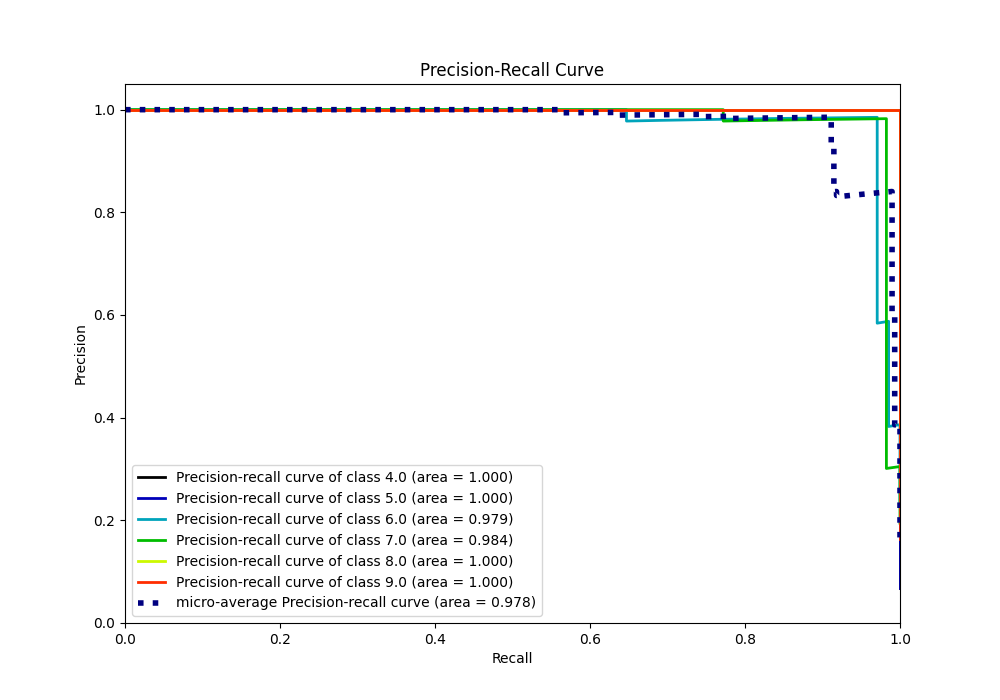 Precision-Recall Curve
1.0
0.8
0.6
0.4
0.2
0.0
Precision
Precision-recall curve of class 4.0 (area = 1.000)
Precision-recall curve of class 5.0 (area = 1.000)
Precision-recall curve of class 6.0 (area = 0.979)
Precision-recall curve of class 7.0 (area = 0.984)
Precision-recall curve of class 8.0 (area = 1.000)
Precision-recall curve of class 9.0 (area = 1.000)
micro-average Precision-recall curve (area = 0.978)
0.0 0.2 0.4 0.6 0.8 1.0
Recall